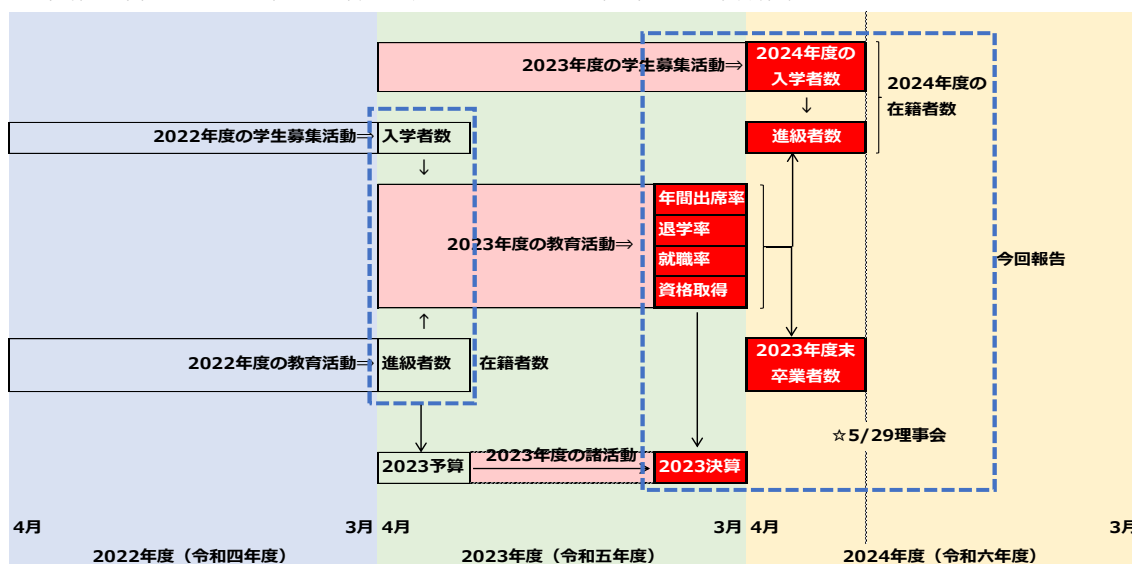 2023年度の学生募集活動⇒
2024年度の
入学者数
↓
2024年度の
在籍者数
2022年度の学生募集活動⇒
入学者数
↓
進級者数
2023年度の教育活動⇒
年間出席率
退学率
就職率
資格取得
今回報告
↑
2022年度の教育活動⇒
進級者数
在籍者数
2023年度末
卒業者数
☆5/29理事会
2023予算
2023年度の諸活動
2023決算
4月
3月
4月
3月
4月
3月
2022年度（令和四年度）
2023年度（令和五年度）
2024年度（令和六年度）